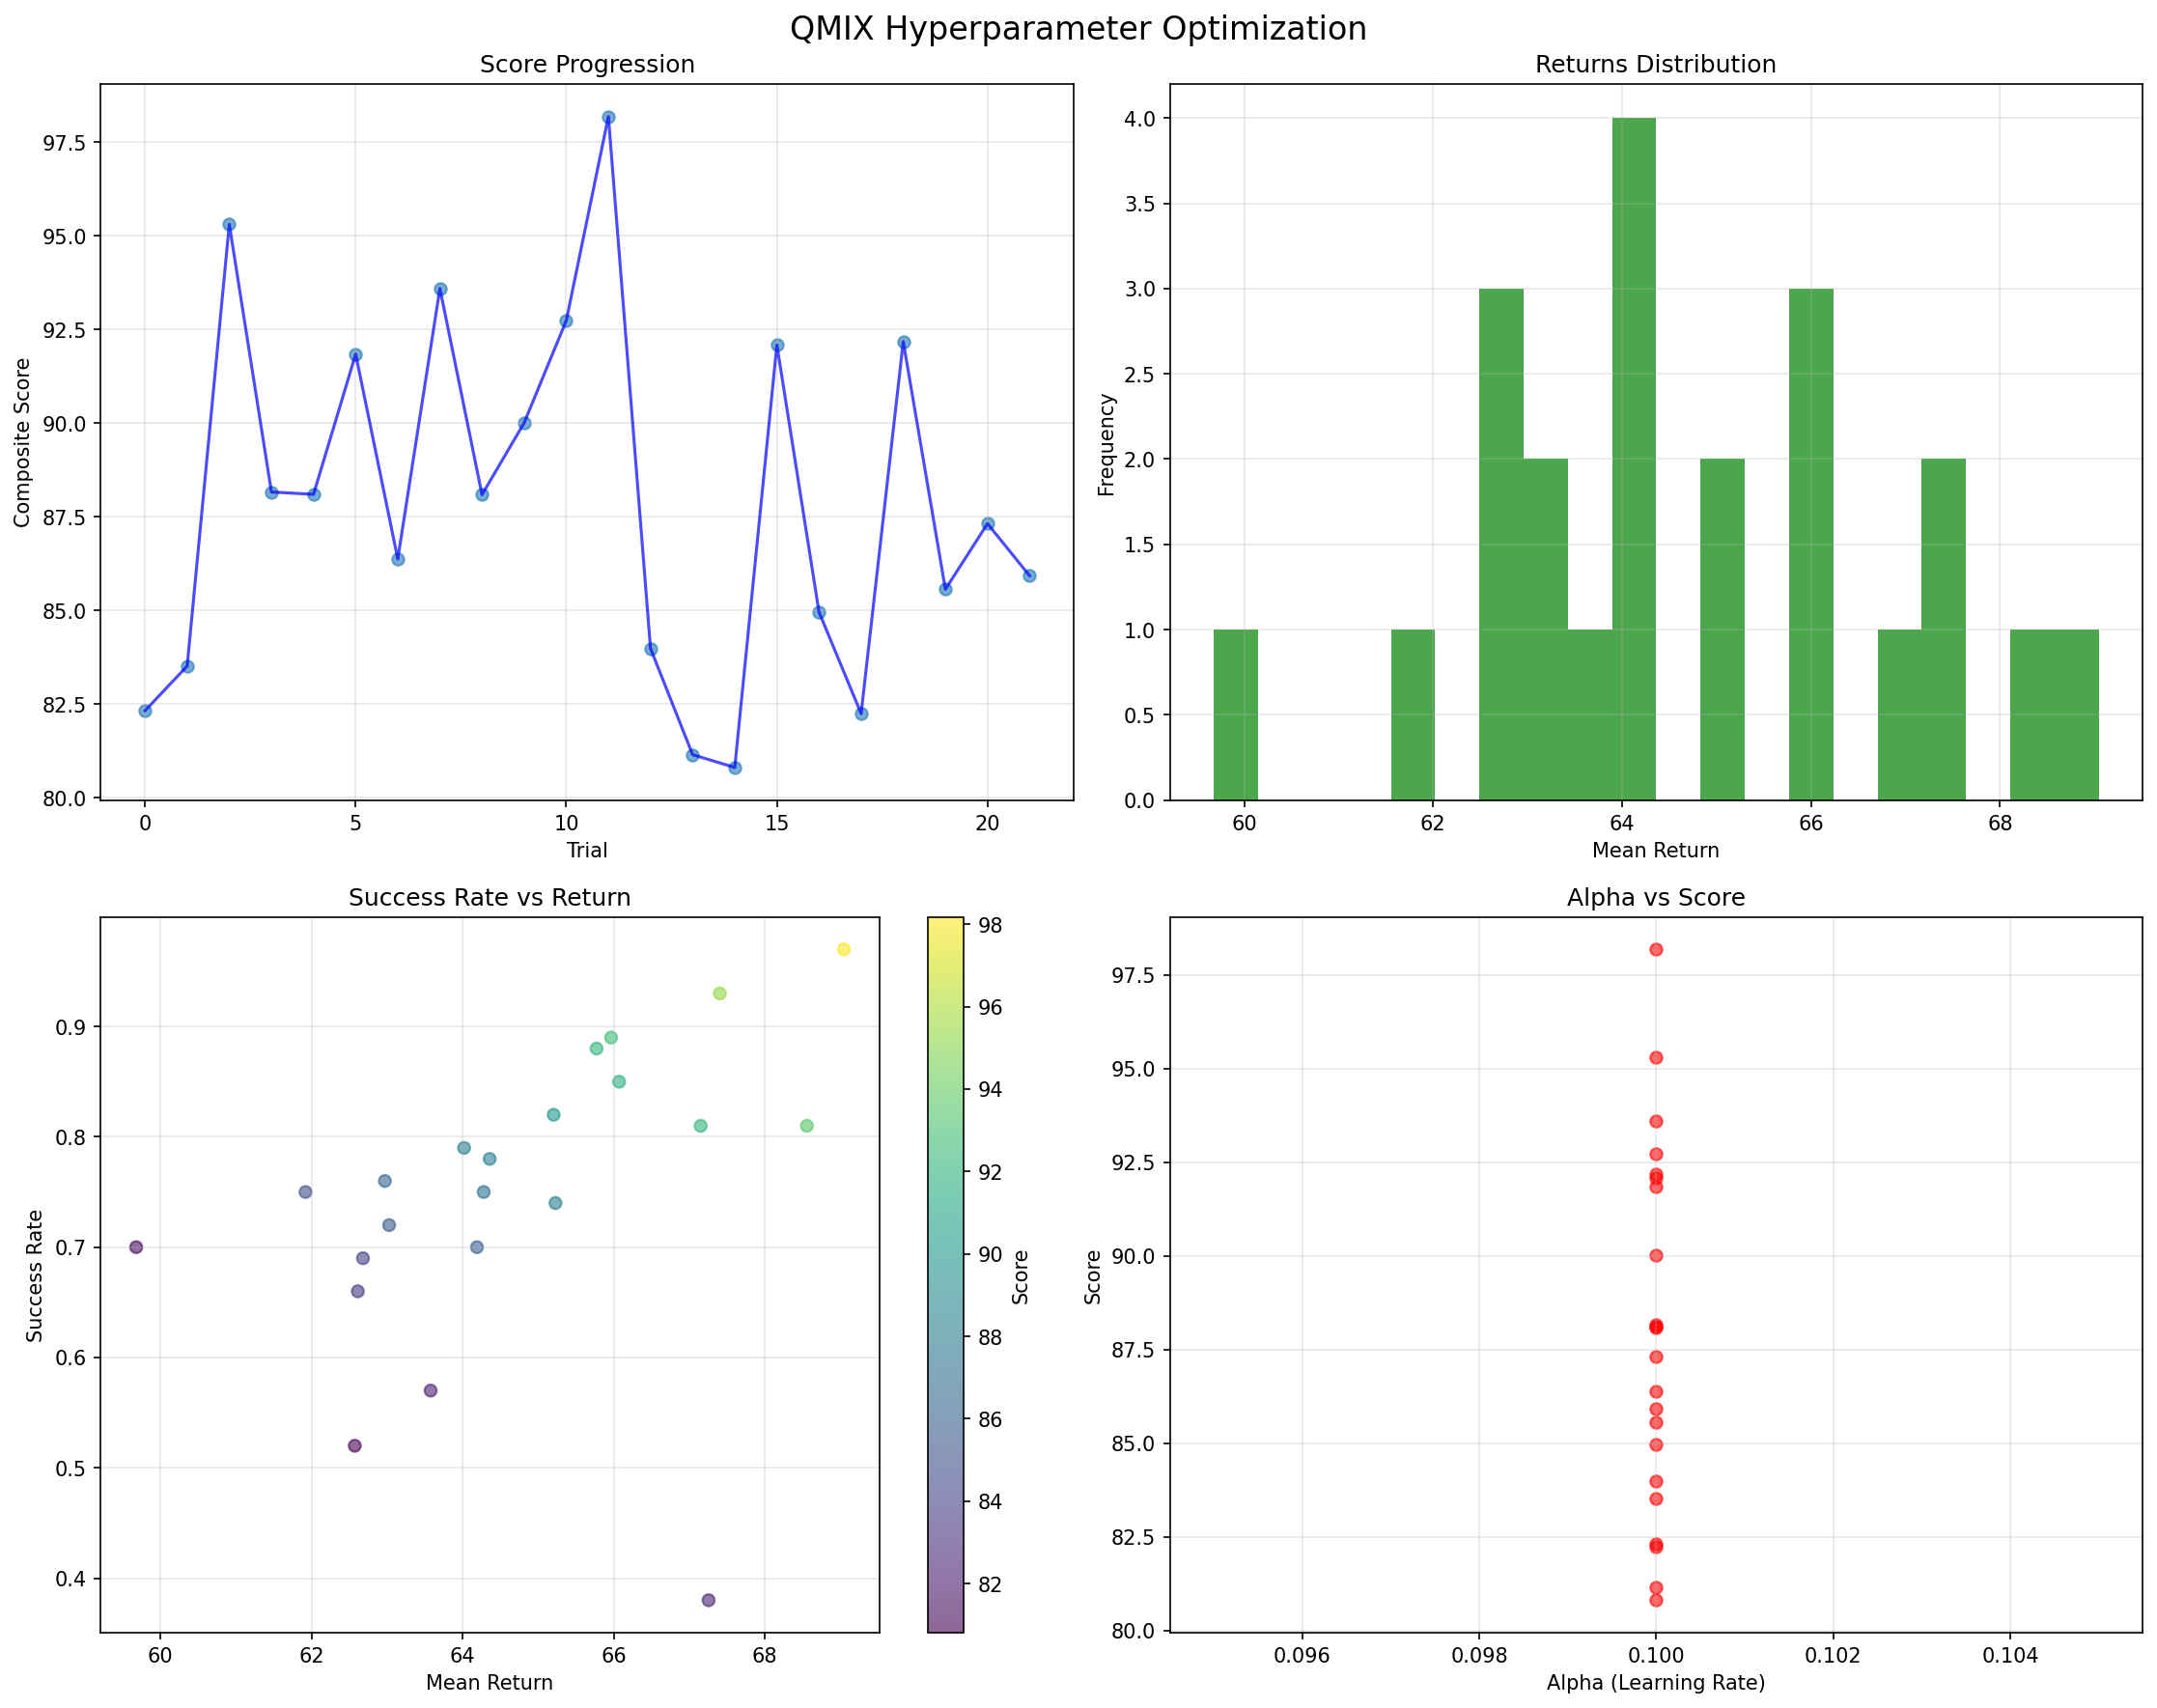 QMIX Hyperparameter Optimization
Score Progression
97.5
95.0
92.5
90.0
87.5
85.0
82.5
80.0
Composite Score
0 5 10 15 20
Trial
Returns Distribution
4.0
3.5
3.0
2.5
2.0
1.5
1.0
0.5
0.0
Frequency
60 62 64 66 68
Mean Return
Success Rate vs Return
0.9
0.8
0.7
0.6
0.5
0.4
Success Rate
60 62 64 66 68
Mean Return
98
96
94
92
90
88
86
84
82
Score
Alpha vs Score
97.5
95.0
92.5
90.0
87.5
85.0
82.5
80.0
Score
0.096 0.098 0.100 0.102 0.104
Alpha (Learning Rate)